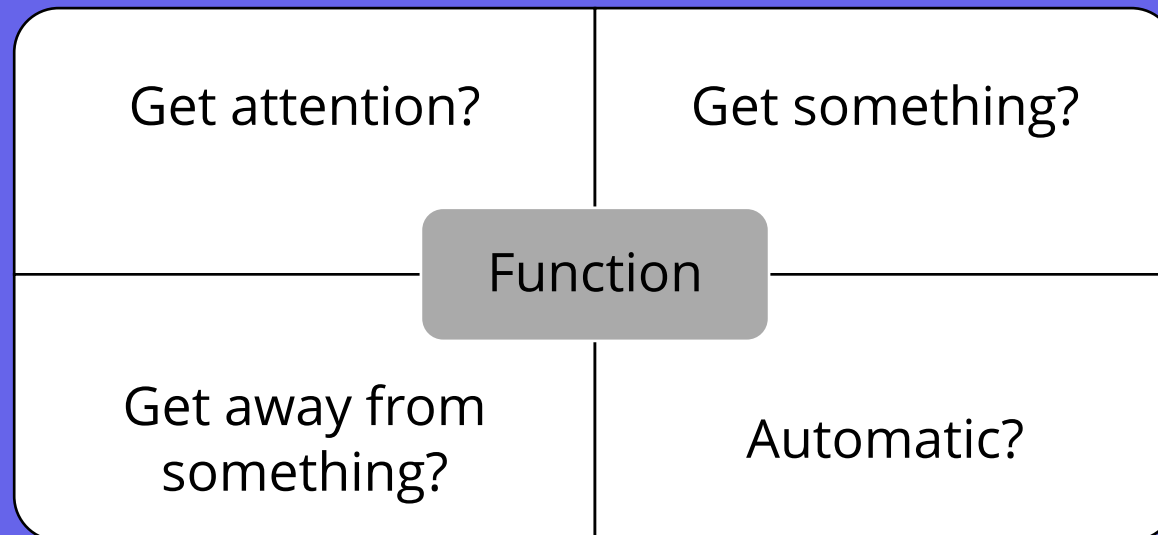 Get attention?
Get something?
Function
Get away from
something?
Automatic?